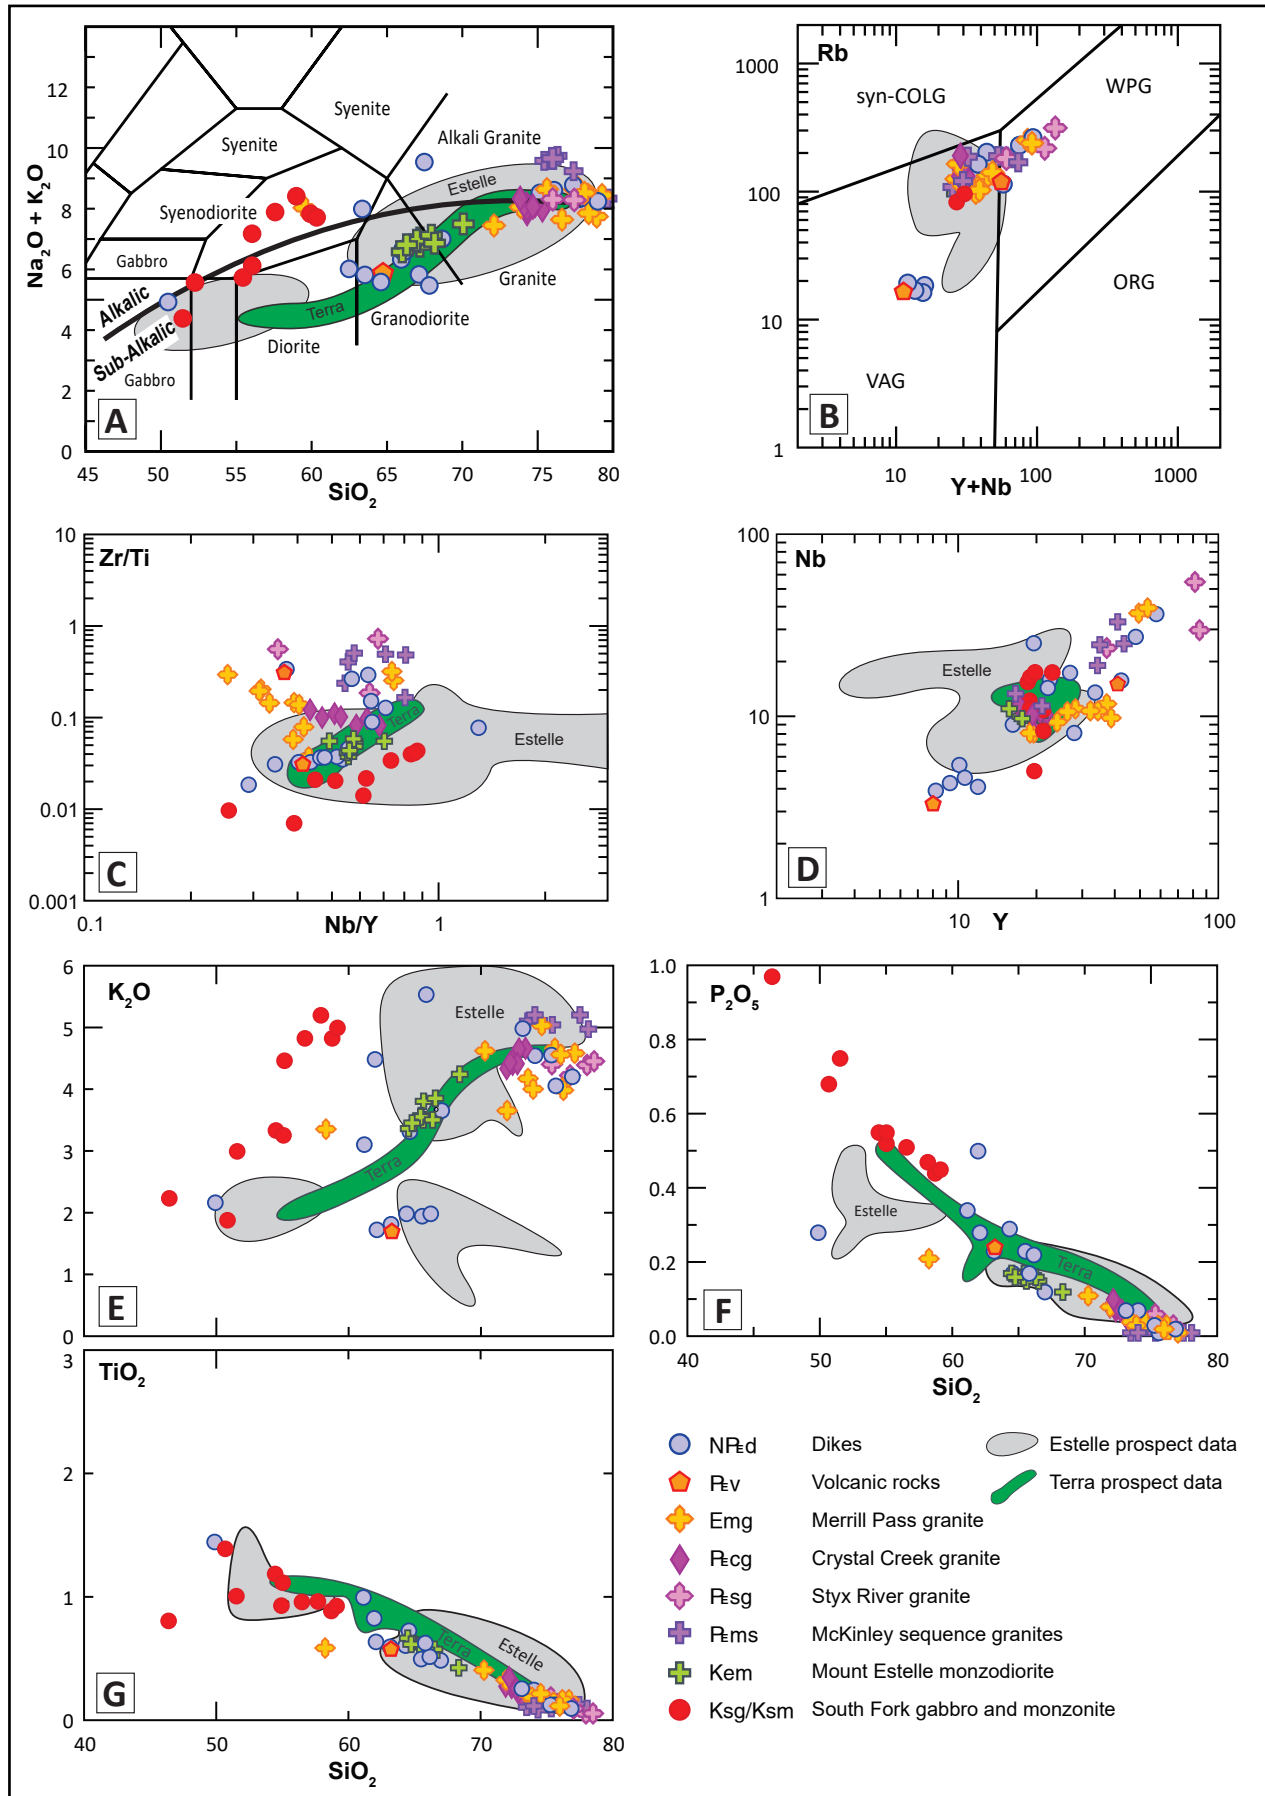 A
Na₂O + K₂O
0
2
4
6
8
10
12
45
50
55
60
65
70
75
80
SiO₂
Syenite
Syenite
Alkali Granite
Estelle
Syenodiorite
Gabbro
Granite
Alkalic
Terra
Granodiorite
Sub-Alkalic
Diorite
Gabbro
B
Rb
1000
100
10
1
10
100
1000
Y+Nb
syn-COLG
WPG
ORG
VAG
C
Zr/Ti
10
1
0.1
0.01
0.001
0.1
1
Nb/Y
Terra
Estelle
D
Nb
100
10
1
10
100
Y
Estelle
E
K₂O
6
5
4
3
2
1
0
50
60
70
80
Estelle
Terra
F
P₂O₅
1.0
0.8
0.6
0.4
0.2
0.0
40
50
60
70
80
SiO₂
Estelle
Terra
G
TiO₂
3
2
1
0
40
50
60
70
80
SiO₂
Terra
Estelle
Dikes
Volcanic rocks
Emg Merrill Pass granite
Crystal Creek granite
Styx River granite
McKinley sequence granites
Kem Mount Estelle monzodiorite
Ksg/Ksm South Fork gabbro and monzonite
Estelle prospect data
Terra prospect data